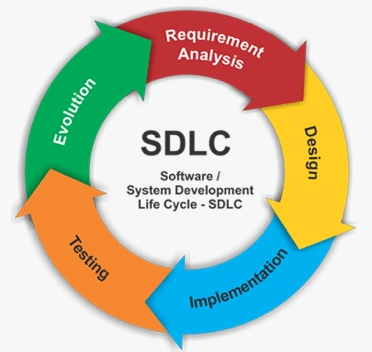 Requirement
Analysis
Design
Implementation
Testing
Evolution
SDLC
Software /
System Development
Life Cycle - SDLC